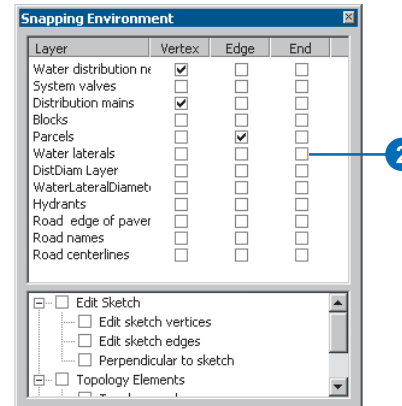 Snapping Environment
Layer Vertex Edge End
Water distribution ne
System valves
Distribution mains
Blocks
Parcels
Water laterals
2
DistDiam Layer
WaterLateralDiamet
Hydrants
Road edge of paver
Road names
Road centerlines
Edit Sketch
Edit sketch vertices
Edit sketch edges
Perpendicular to sketch
Topology Elements